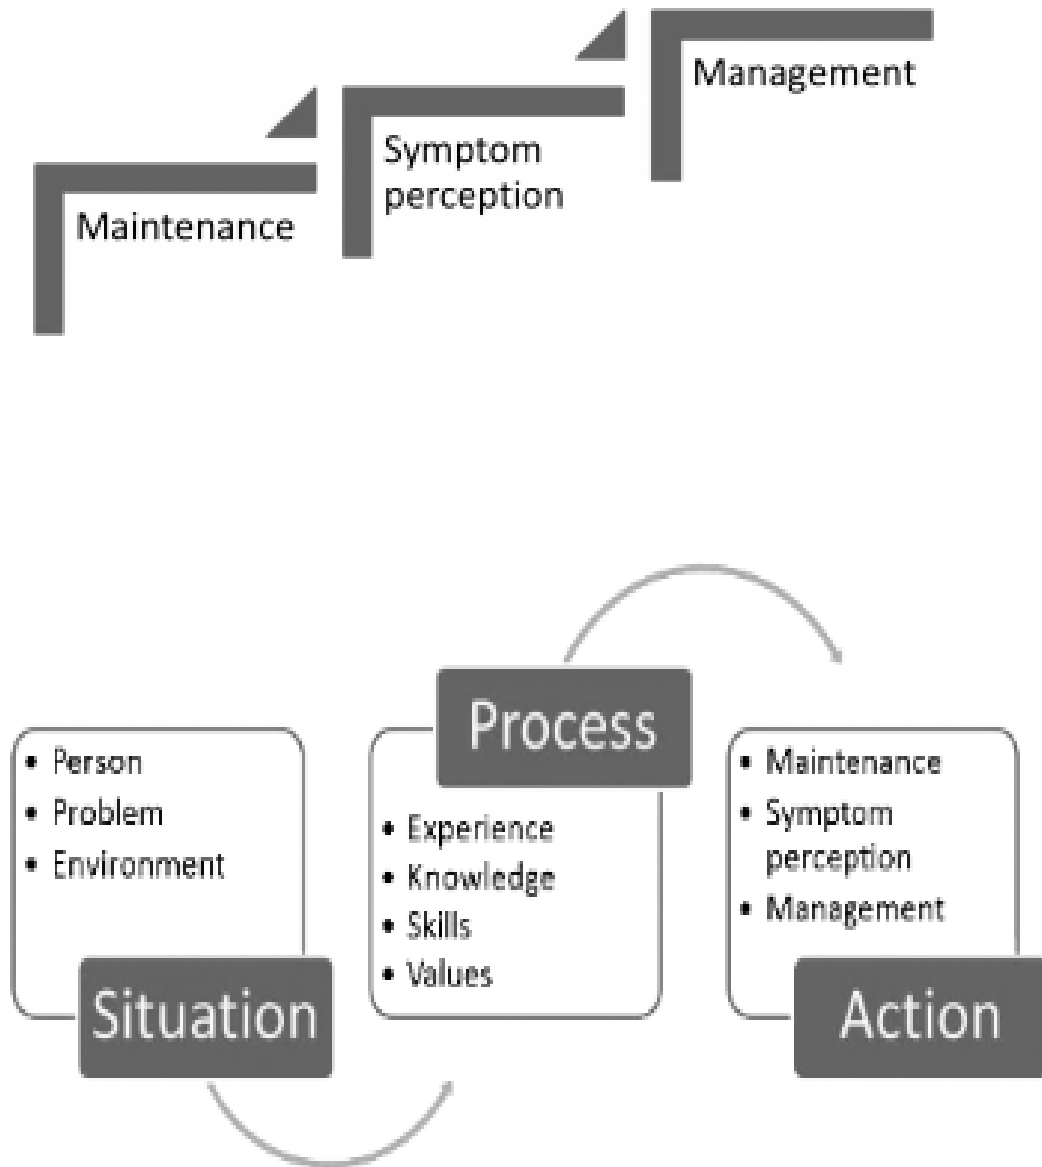 Management
Symptom
perception
Maintenance
Process
• Person
• Problem
• Environment
• Experience
• Knowledge
• Skills
• Values
• Maintenance
• Symptom
perception
• Management
Situation
Action